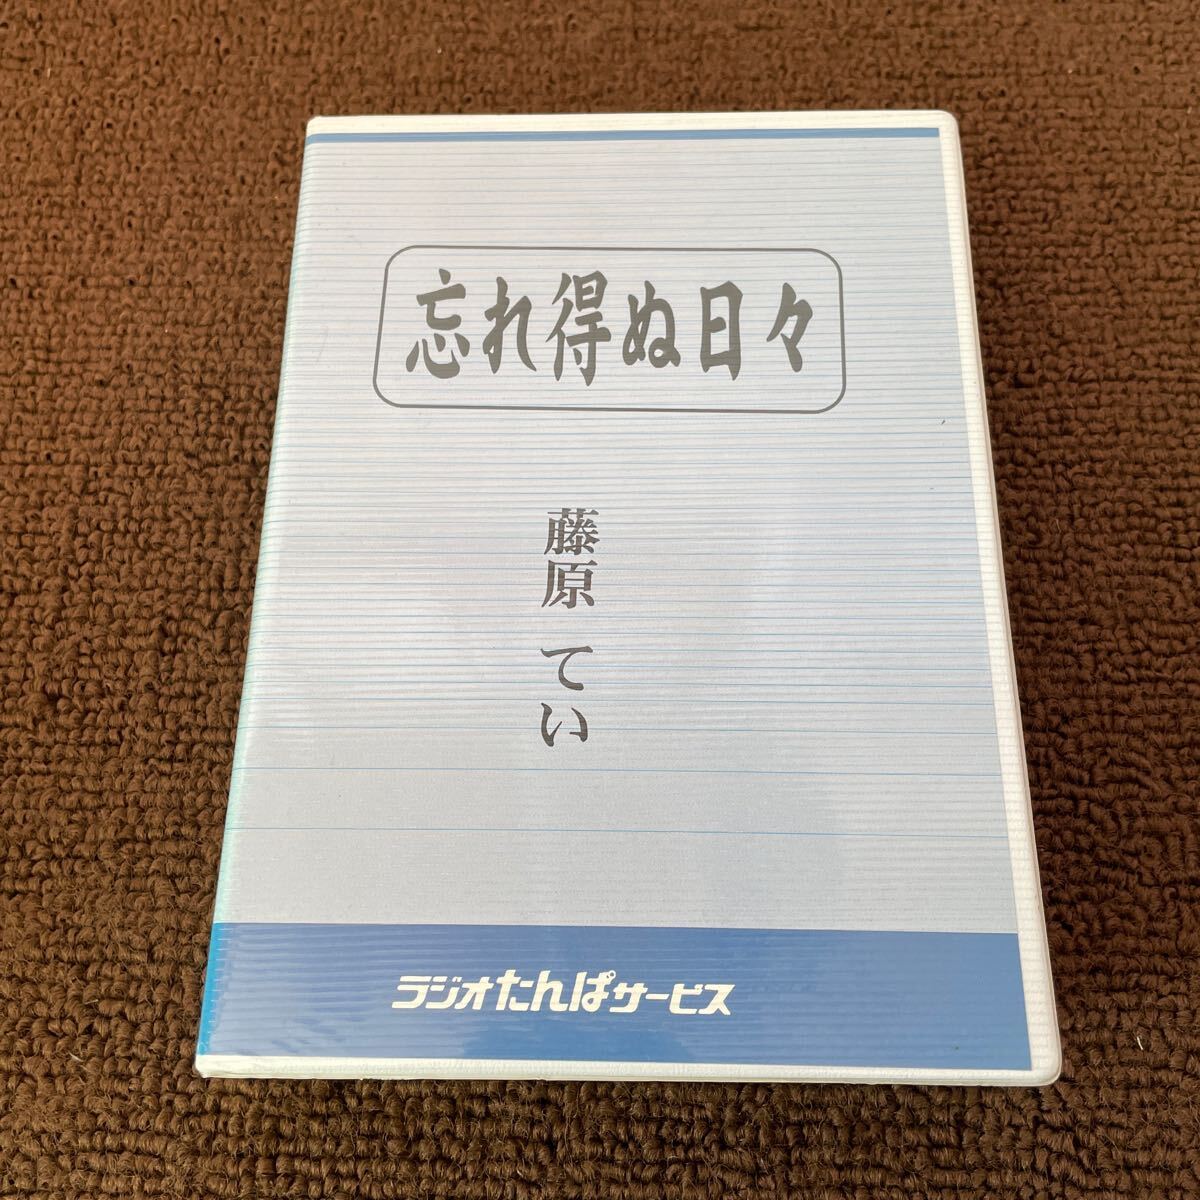 忘れ得ぬ日々
藤原 てい
ラジオたんぱサービス